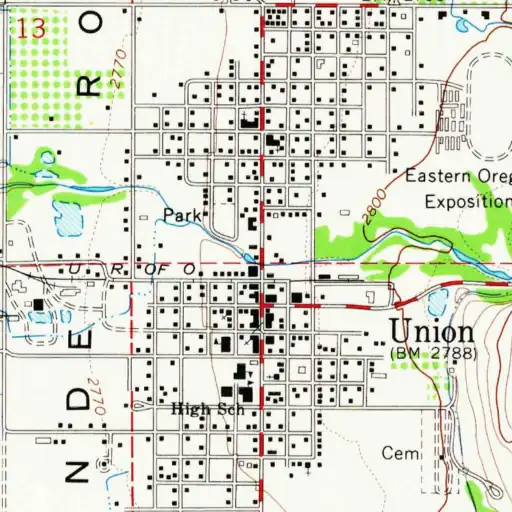 13
2770
R O
Eastern Oreg
Exposition
Park
2800
U R OF O
Union
(BM 2788)
N D E
2770
High Sch
Cem